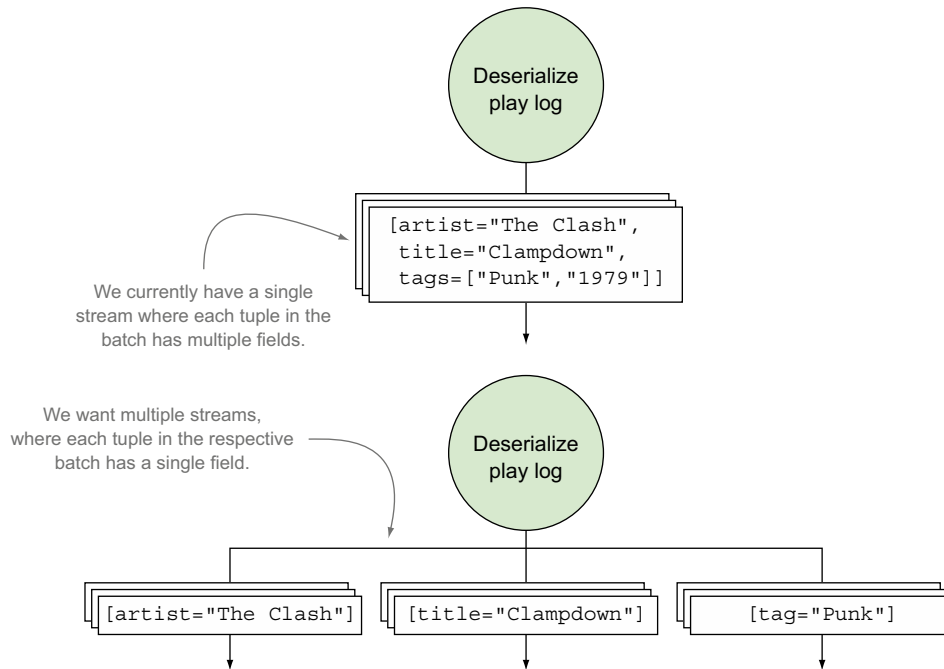 Deserialize
play log
[artist="The Clash",
title="Clampdown",
tags=["Punk","1979"]]
We currently have a single
stream where each tuple in the
batch has multiple fields.
We want multiple streams,
where each tuple in the respective
batch has a single field.
Deserialize
play log
[artist="The Clash"]
[title="Clampdown"]
[tag="Punk"]